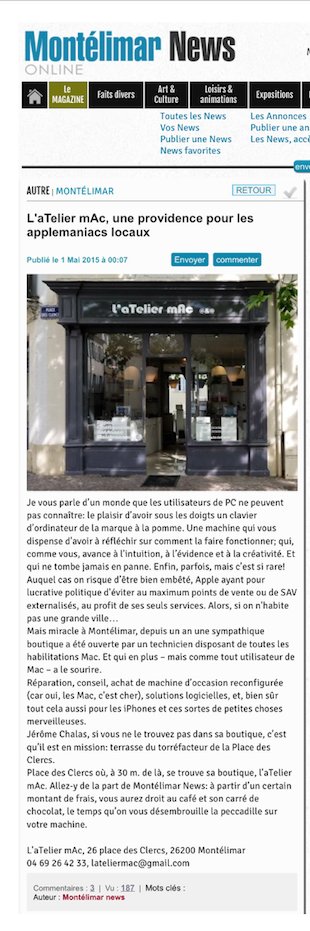 Montélimar News
ONLINE
Le
MAGAZINE
Faits divers
Art &
Culture
Loisirs &
animations
Expositions
Toutes les News
Vos News
Publier une News
News favorites
Les Annonces
Publier une an
Les News, accè
env
AUTRE | MONTÉLIMAR
RETOUR
L'aTelier mAc, une providence pour les
applemaniacs locaux
Publié le 1 Mai 2015 à 00:07
Envoyer
commenter
PLACE
DES CLERCS
L'aTelier mAc
Je vous parle d'un monde que les utilisateurs de PC ne peuvent
pas connaître: le plaisir d'avoir sous les doigts un clavier
d'ordinateur de la marque à la pomme. Une machine qui vous
dispense d'avoir à réfléchir sur comment la faire fonctionner; qui,
comme vous, avance à l'intuition, à l'évidence et à la créativité. Et
qui ne tombe jamais en panne. Enfin, parfois, mais c'est si rare!
Auquel cas on risque d'être bien embêté, Apple ayant pour
lucrative politique d'éviter au maximum points de vente ou de SAV
externalisés, au profit de ses seuls services. Alors, si on n'habite
pas une grande ville…
Mais miracle à Montélimar, depuis un an une sympathique
boutique a été ouverte par un technicien disposant de toutes les
habilitations Mac. Et qui en plus – mais comme tout utilisateur de
Mac – a le sourire.
Réparation, conseil, achat de machine d'occasion reconfigurée
(car oui, les Mac, c'est cher), solutions logicielles, et, bien sûr
tout cela aussi pour les iPhones et ces sortes de petites choses
merveilleuses.
Jérôme Chalas, si vous ne le trouvez pas dans sa boutique, c'est
qu'il est en mission: terrasse du torréfacteur de la Place des
Clercs.
Place des Clercs où, à 30 m. de là, se trouve sa boutique, l'aTelier
mAc. Allez-y de la part de Montélimar News: à partir d'un certain
montant de frais, vous aurez droit au café et son carré de
chocolat, le temps qu'on vous désembrouille la peccadille sur
votre machine.
L'aTelier mAc, 26 place des Clercs, 26200 Montélimar
04 69 26 42 33, lateliermac@gmail.com
Commentaires : 3 | Vu : 187 | Mots clés :
Auteur : Montélimar news